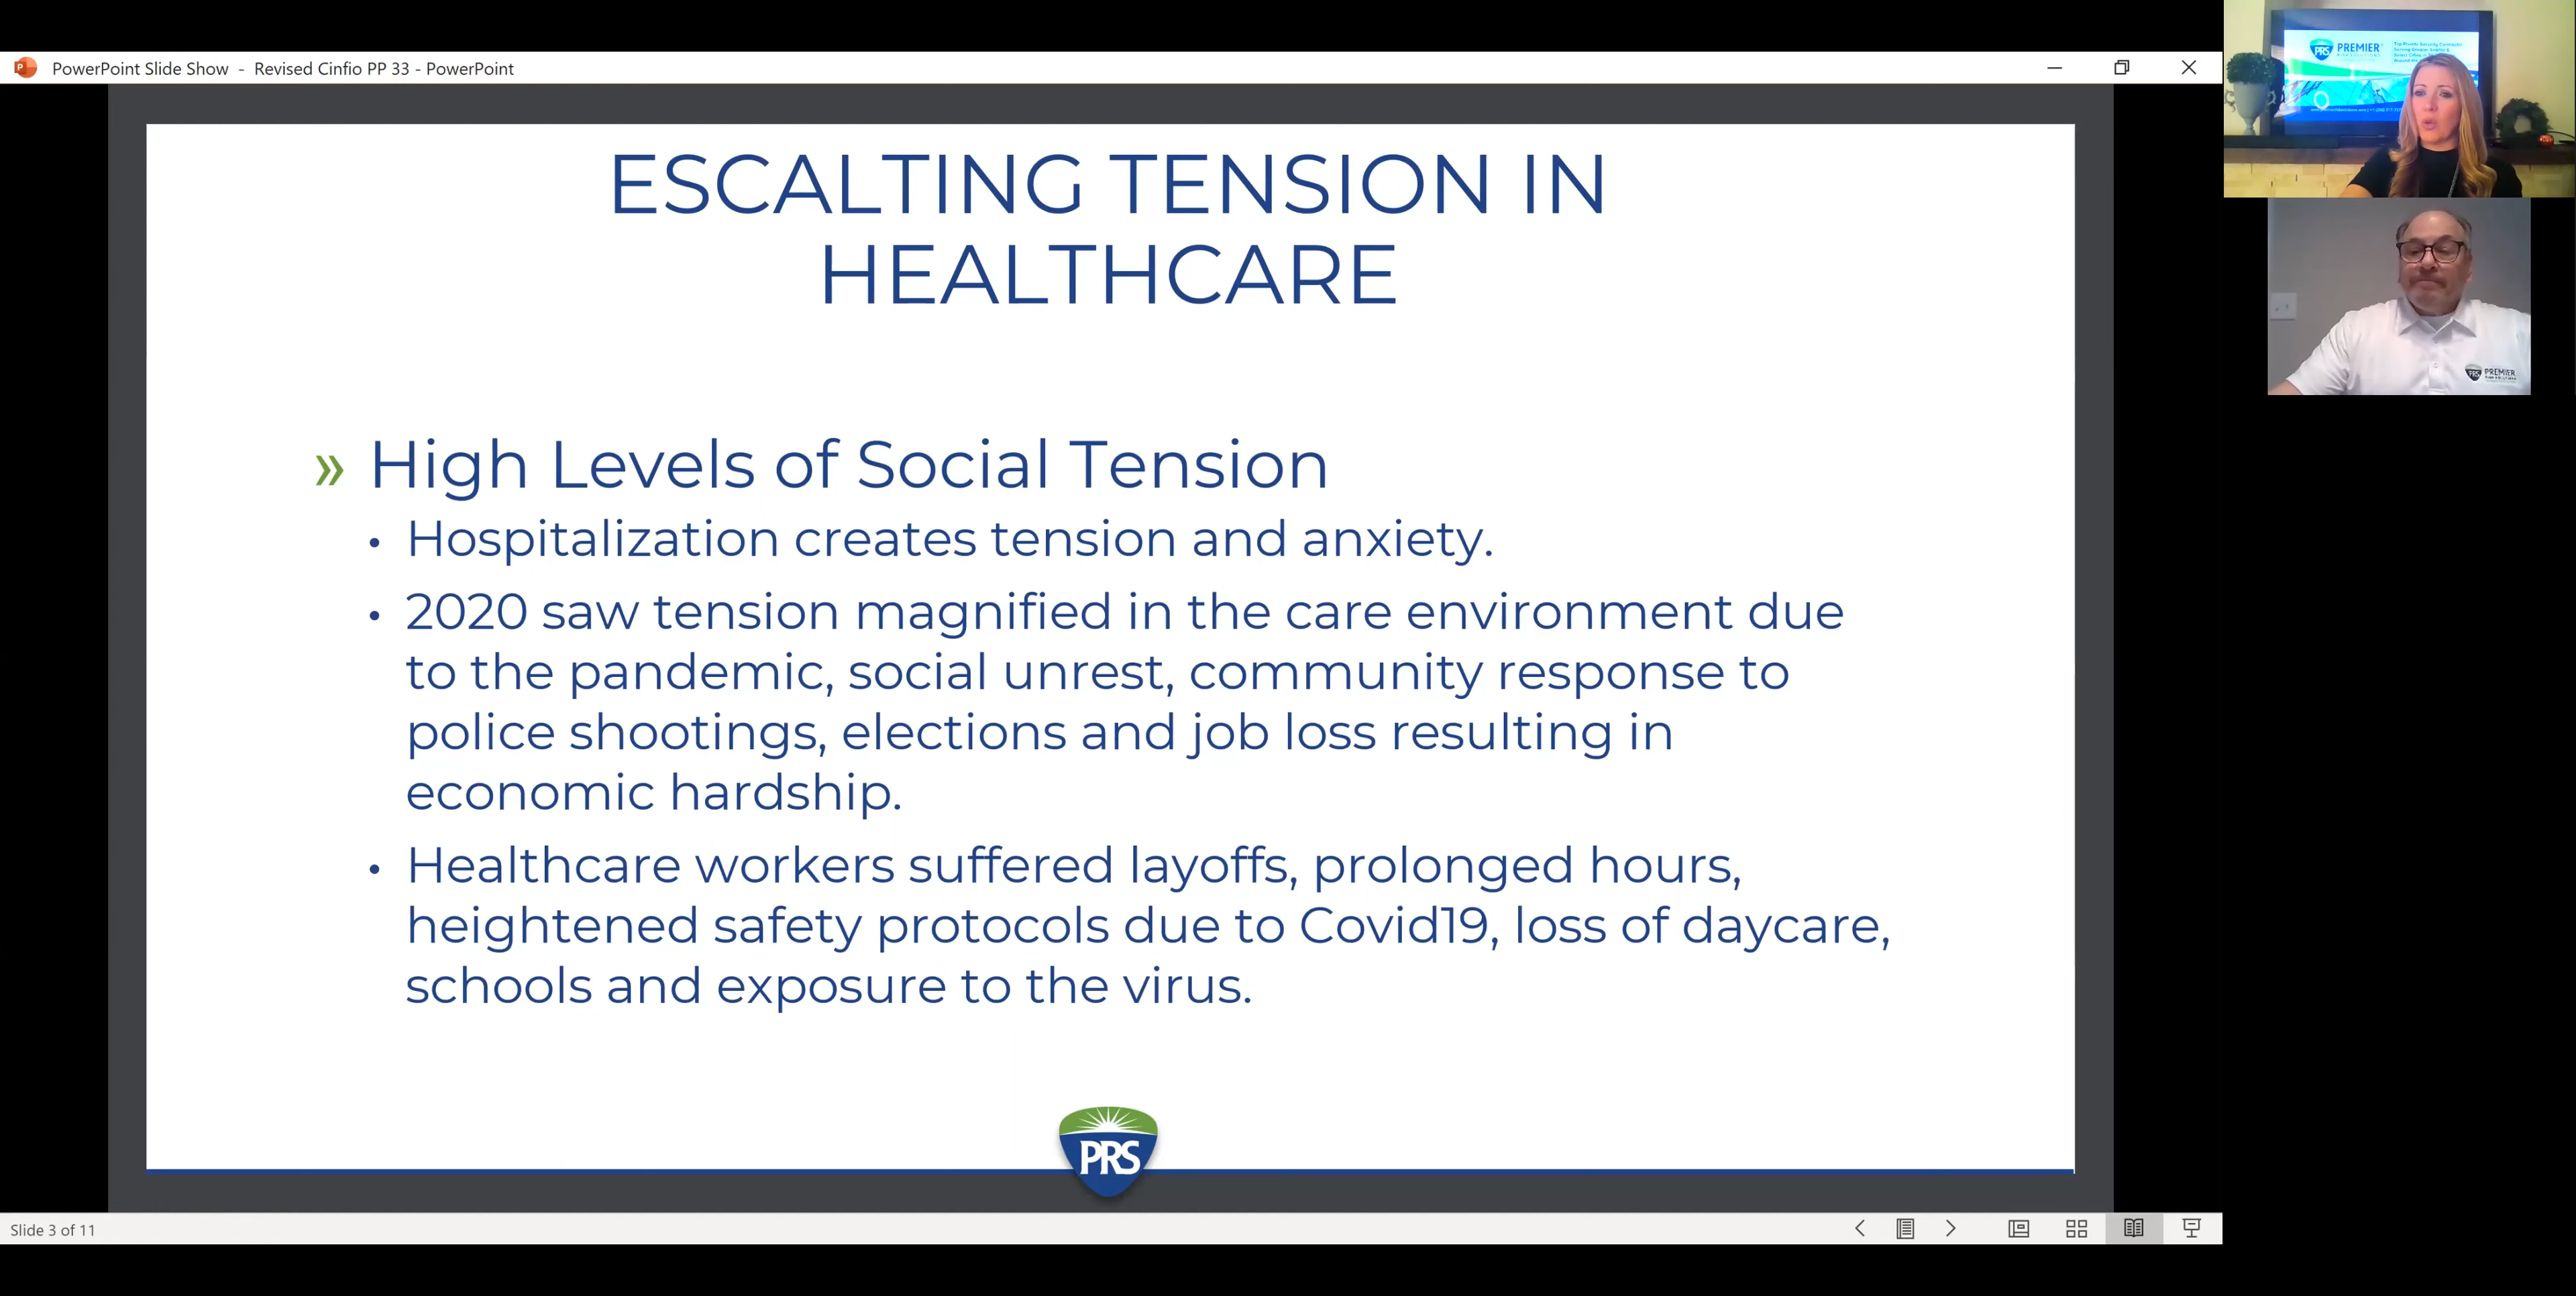 PowerPoint Slide Show - Revised Cinfio PP 33 - PowerPoint
ESCALTING TENSION IN
HEALTHCARE
» High Levels of Social Tension
• Hospitalization creates tension and anxiety.
• 2020 saw tension magnified in the care environment due
to the pandemic, social unrest, community response to
police shootings, elections and job loss resulting in
economic hardship.
• Healthcare workers suffered layoffs, prolonged hours,
heightened safety protocols due to Covid19, loss of daycare,
schools and exposure to the virus.
PRS
Slide 3 of 11
PRS PREMIER
PRS PREMIER